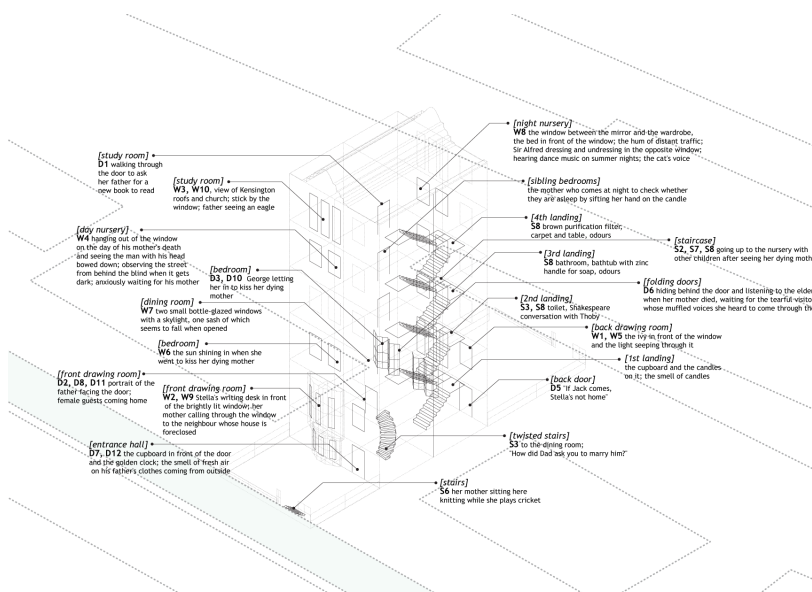 [night nursery]
W8 the window between the mirror and the wardrobe,
the bed in front of the window; the hum of distant traffic;
Sir Alfred dressing and undressing in the opposite window;
hearing dance music on summer nights; the cat's voice
[study room]
D1 walking through
the door to ask
her father for a
new book to read
[study room]
W3, W10, view of Kensington
roofs and church; stick by the
window; father seeing an eagle
[sibling bedrooms]
the mother who comes at night to check whether
they are asleep by sifting her hand on the candle
[4th landing]
S8 brown purification filter,
carpet and table, odours
[day nursery]
W4 hanging out of the window
on the day of his mother's death
and seeing the man with his head
bowed down; observing the street
from behind the blind when it gets
dark; anxiously waiting for his mother
[staircase]
S2, S7, S8 going up to the nursery with
other children after seeing her dying moth
[3rd landing]
S8 bathroom, bathtub with zinc
handle for soap, odours
[bedroom]
D3, D10 George letting
her in to kiss her dying
mother
[folding doors]
D6 hiding behind the door and listening to the elde
when her mother died, waiting for the tearful visito
whose muffled voices she heard to come through the
[dining room]
W7 two small bottle-glazed windows
with a skylight, one sash of which
seems to fall when opened
[2nd landing]
S3, S8 toilet, Shakespeare
conversation with Thoby
[back drawing room]
W1, W5 the ivy in front of the window
and the light seeping through it
[bedroom]
W6 the sun shining in when she
went to kiss her dying mother
[1st landing]
the cupboard and the candles
on it; the smell of candles
[front drawing room]
D2, D8, D11 portrait of the
father facing the door;
female guests coming home
[front drawing room]
W2, W9 Stella's writing desk in front
of the brightly lit window; her
mother calling through the window
to the neighbour whose house is
foreclosed
[back door]
D5 "If Jack comes,
Stella's not home"
[entrance hall]
D7, D12 the cupboard in front of the door
and the golden clock; the smell of fresh air
on his father's clothes coming from outside
[twisted stairs]
S3 to the dining room;
"How did Dad ask you to marry him?"
[stairs]
S6 her mother sitting here
knitting while she plays cricket